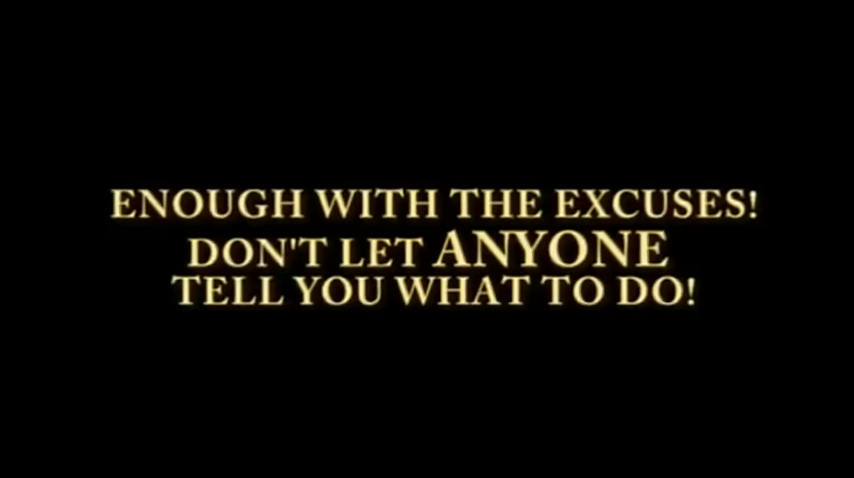 ENOUGH WITH THE EXCUSES!
DON'T LET ANYONE
TELL YOU WHAT TO DO!